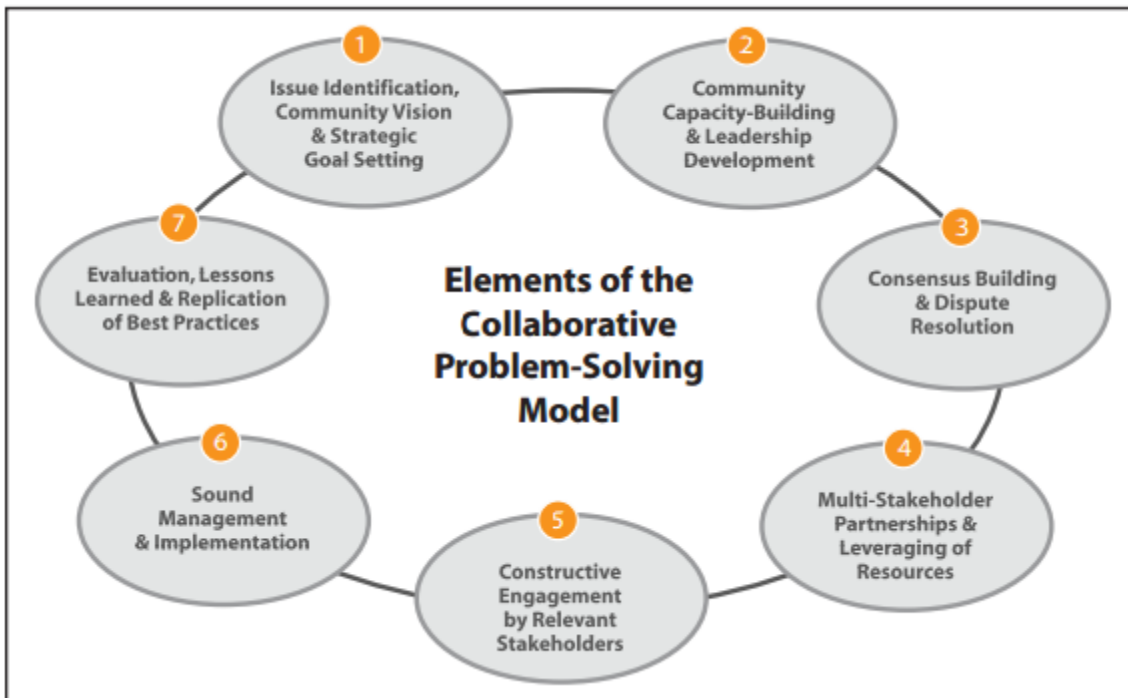 1
Issue Identification,
Community Vision
& Strategic
Goal Setting
2
Community
Capacity-Building
& Leadership
Development
3
Consensus Building
& Dispute
Resolution
4
Multi-Stakeholder
Partnerships &
Leveraging of
Resources
5
Constructive
Engagement
by Relevant
Stakeholders
6
Sound
Management
& Implementation
7
Evaluation, Lessons
Learned & Replication
of Best Practices
Elements of the
Collaborative
Problem-Solving
Model